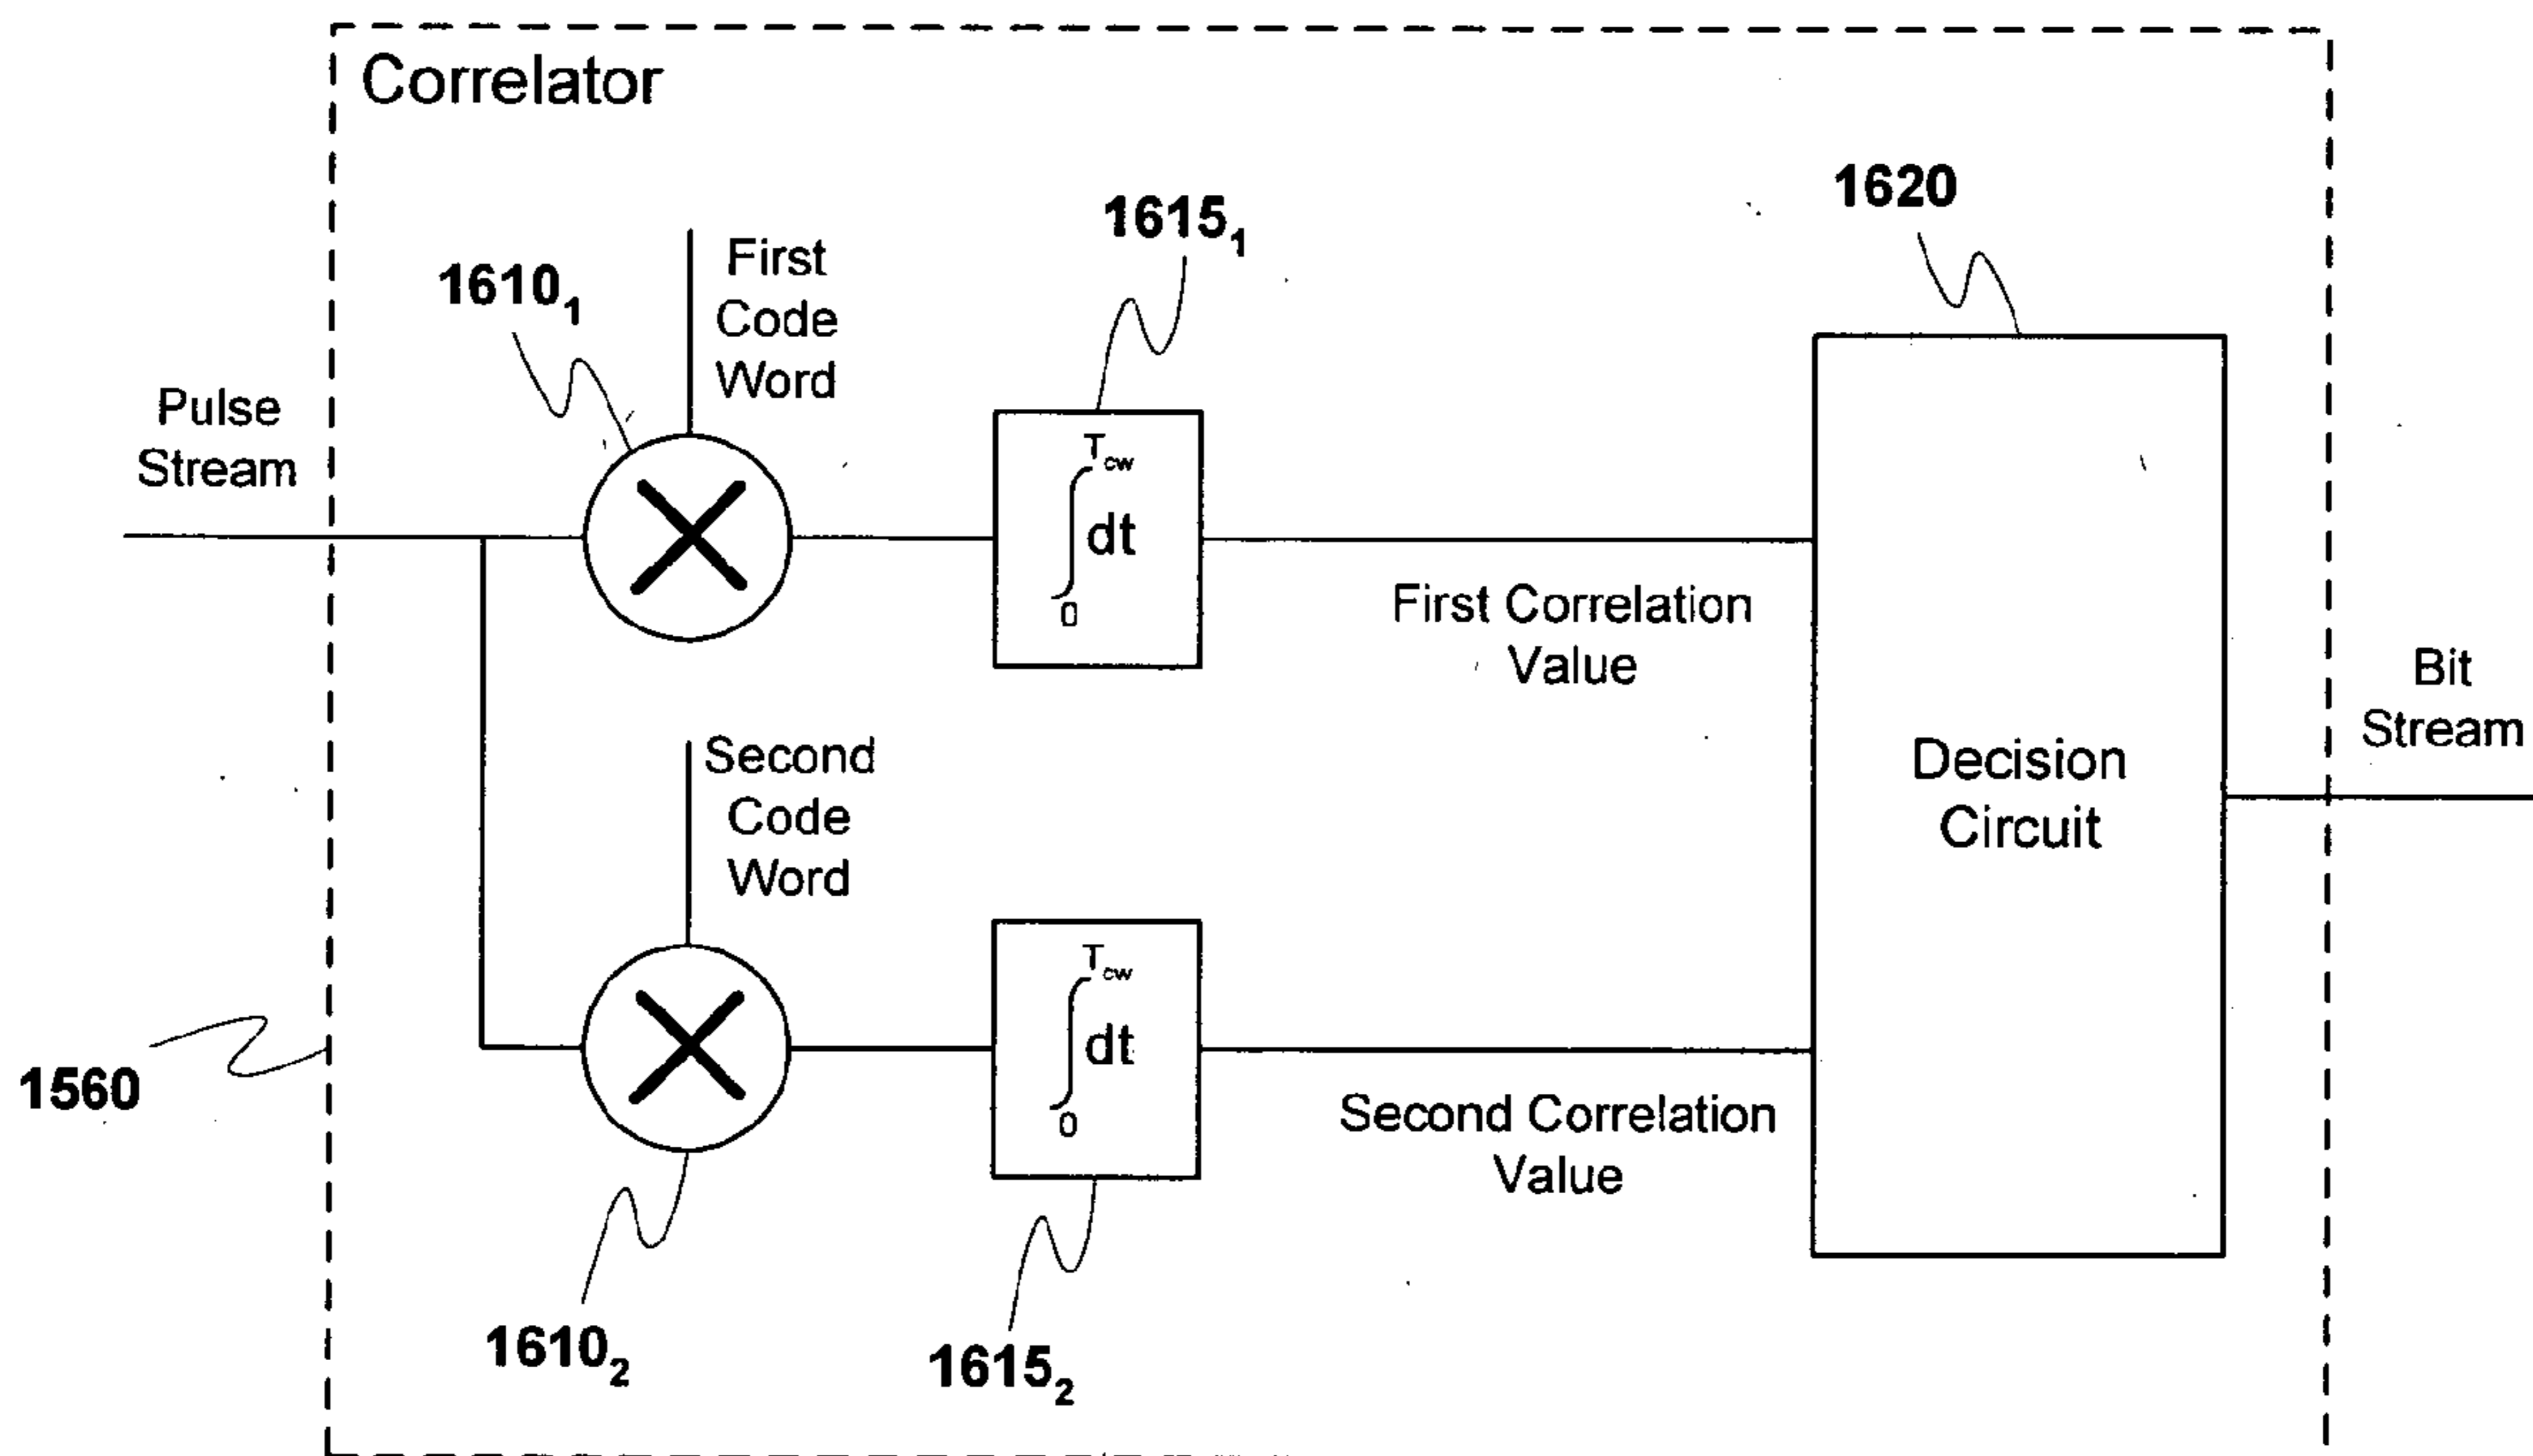 Correlator
1620
1615₁
First
Code
Word
1610₁
Pulse
Stream
T_cw
∫ dt
0
First Correlation
Value
Bit
Stream
Decision
Circuit
Second
Code
Word
T_cw
∫ dt
0
1560
Second Correlation
Value
1610₂
1615₂